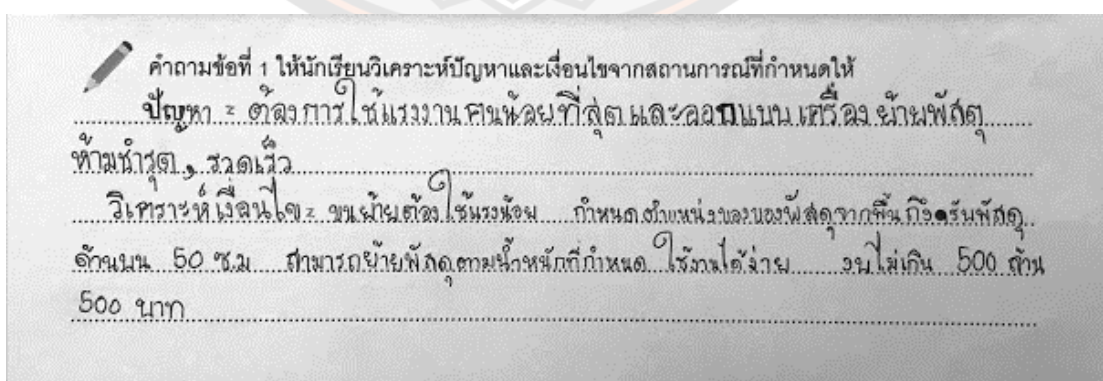 คำถามข้อที่ 1 ให้นักเรียนวิเคราะห์ปัญหาและเงื่อนไขจากสถานการณ์ที่กำหนดให้
ปัญหา = ต้องการใช้แรงงานคนน้อยที่สุด และออกแบบ เครื่อง ย้ายพัสดุ
ห้ามชำรุด , รวดเร็ว
วิเคราะห์เงื่อนไข = ขนย้ายต้องใช้แรงน้อย กำหนดตำแหน่งของของพัสดุจากพื้นถึงชั้นพัสดุ
ด้านบน 50 ซ.ม สามารถย้ายพัสดุตามน้ำหนักที่กำหนด ใช้งานได้ง่าย งบไม่เกิน 500 ล้าน
500 บาท